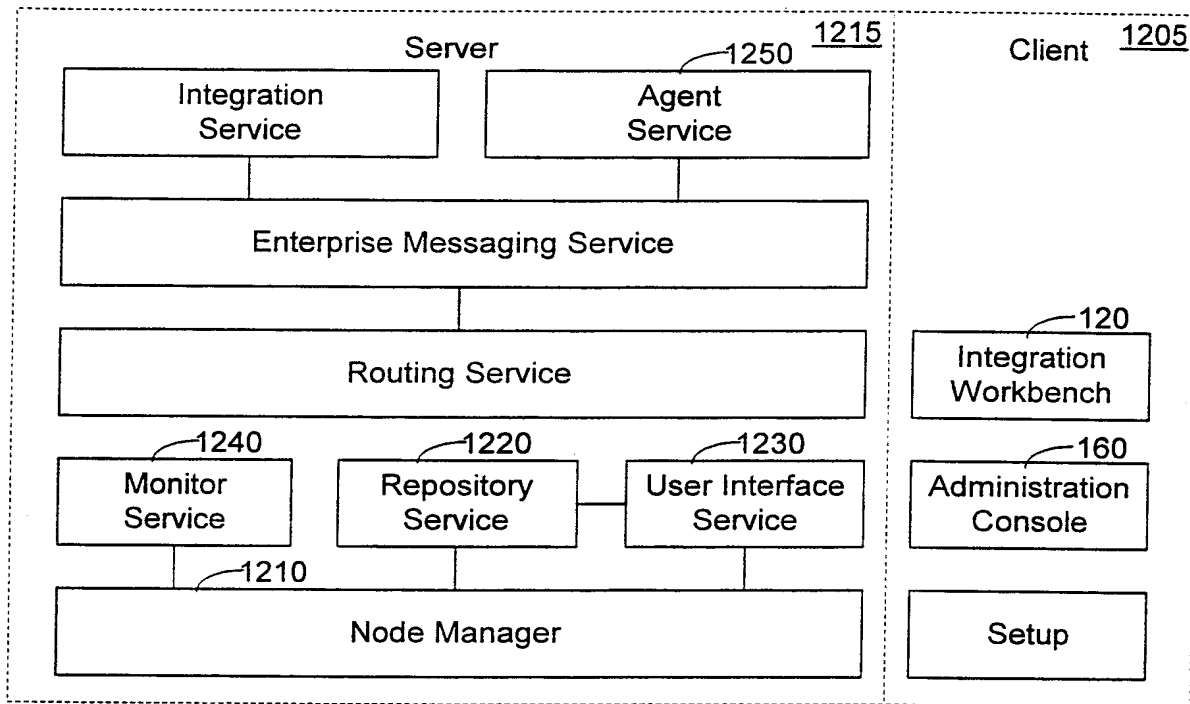 Server
1215
Client
1205
Integration
Service
1250
Agent
Service
Enterprise Messaging Service
Routing Service
120
Integration
Workbench
1240
Monitor
Service
1220
Repository
Service
1230
User Interface
Service
160
Administration
Console
1210
Node Manager
Setup